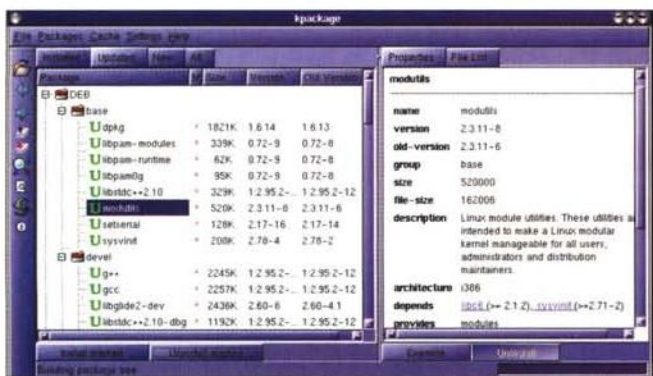 kpackage
File Packages Cache Settings Help
Installed Updated New All
Package M Size Version Old Version
DEB
base
dpkg 1821K 1.6.14 1.6.13
libpam-modules 339K 0.72-9 0.72-8
libpam-runtime 62K 0.72-9 0.72-8
libpam0g 95K 0.72-9 0.72-8
libstdc++2.10 329K 1:2.95.2-... 1:2.95.2-12
modutils 520K 2.3.11-8 2.3.11-6
setserial 128K 2.17-16 2.17-14
sysvinit 208K 2.78-4 2.78-2
devel
g++ 2245K 1:2.95.2-... 1:2.95.2-12
gcc 2257K 1:2.95.2-... 1:2.95.2-12
libglide2-dev 2436K 2.60-6 2.60-4.1
libstdc++2.10-dbg 1192K 1:2.95.2-... 1:2.95.2-12
Install marked Uninstall marked
Building package tree
Properties File List
modutils
name modutils
version 2.3.11-8
old-version 2.3.11-6
group base
size 520000
file-size 162006
description Linux module utilities. These utilities are
intended to make a Linux modular
kernel manageable for all users,
administrators and distribution
maintainers.
architecture i386
depends libc6 (>= 2.1.2), sysvinit (>=2.71-2)
provides modules
Examine Uninstall